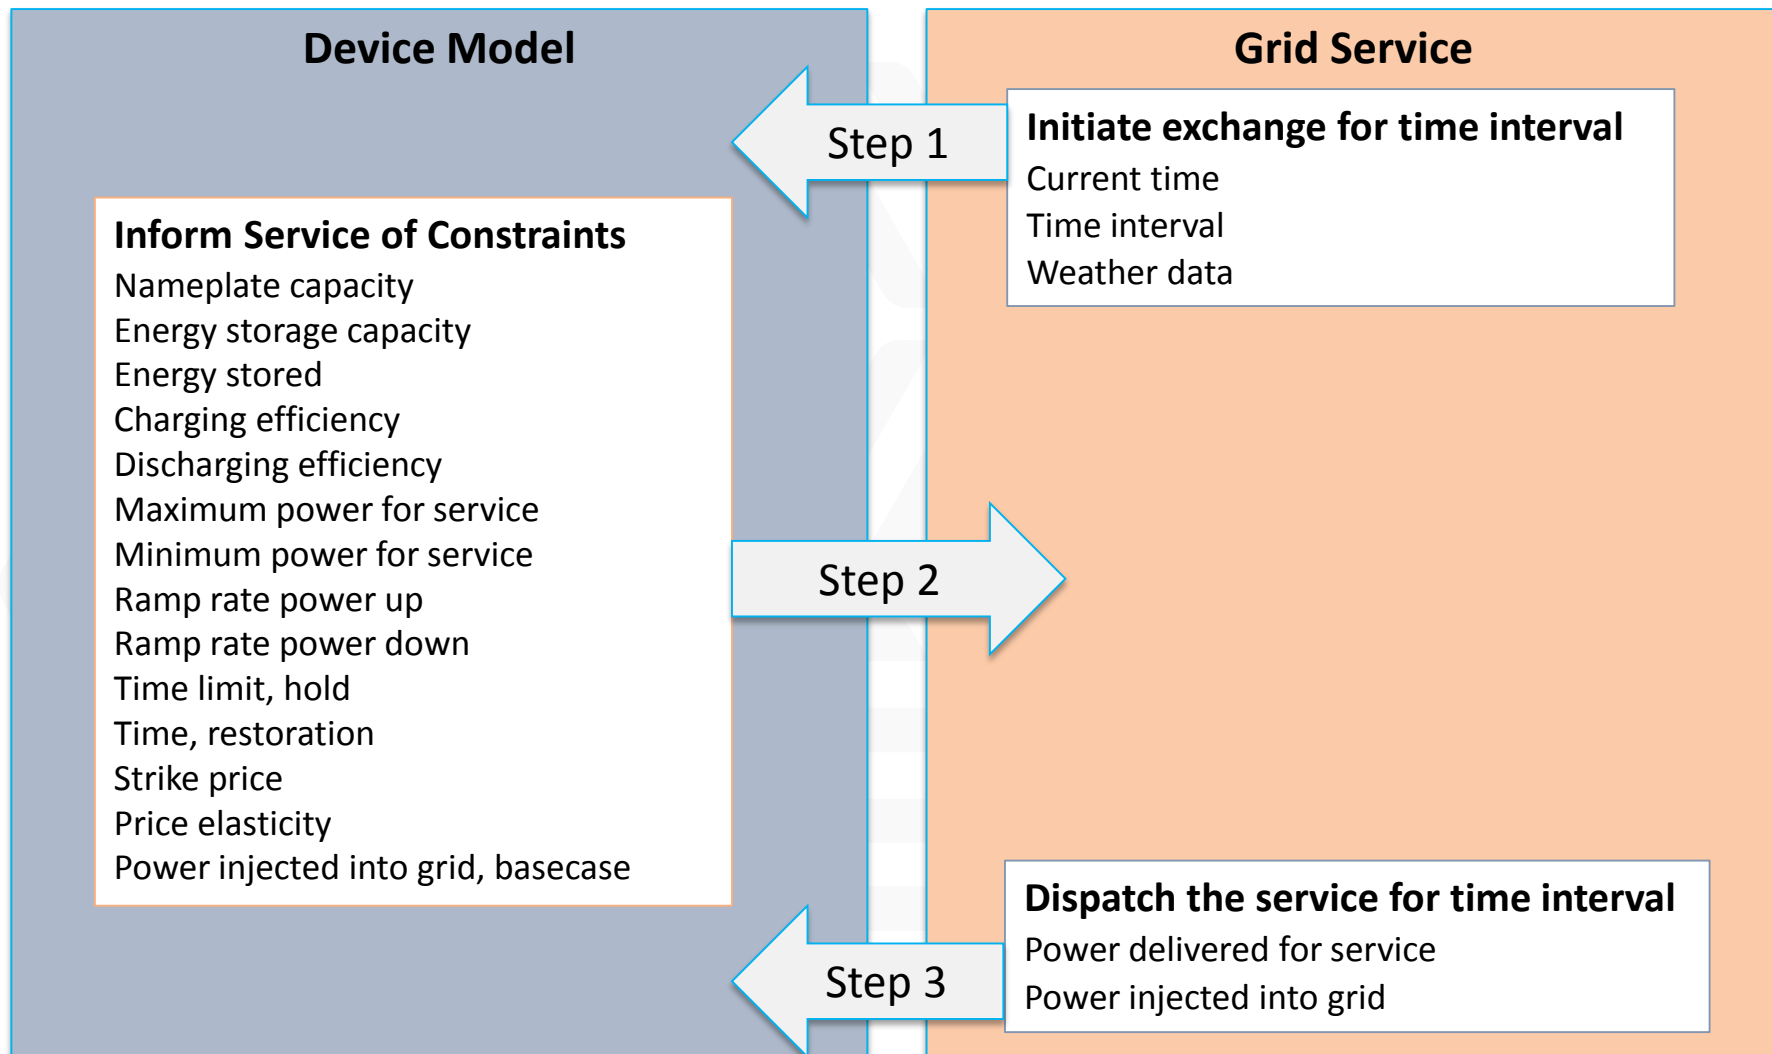 Device Model
Grid Service
Step 1
Initiate exchange for time interval
Current time
Time interval
Weather data
Inform Service of Constraints
Nameplate capacity
Energy storage capacity
Energy stored
Charging efficiency
Discharging efficiency
Maximum power for service
Minimum power for service
Ramp rate power up
Ramp rate power down
Time limit, hold
Time, restoration
Strike price
Price elasticity
Power injected into grid, basecase
Step 2
Step 3
Dispatch the service for time interval
Power delivered for service
Power injected into grid